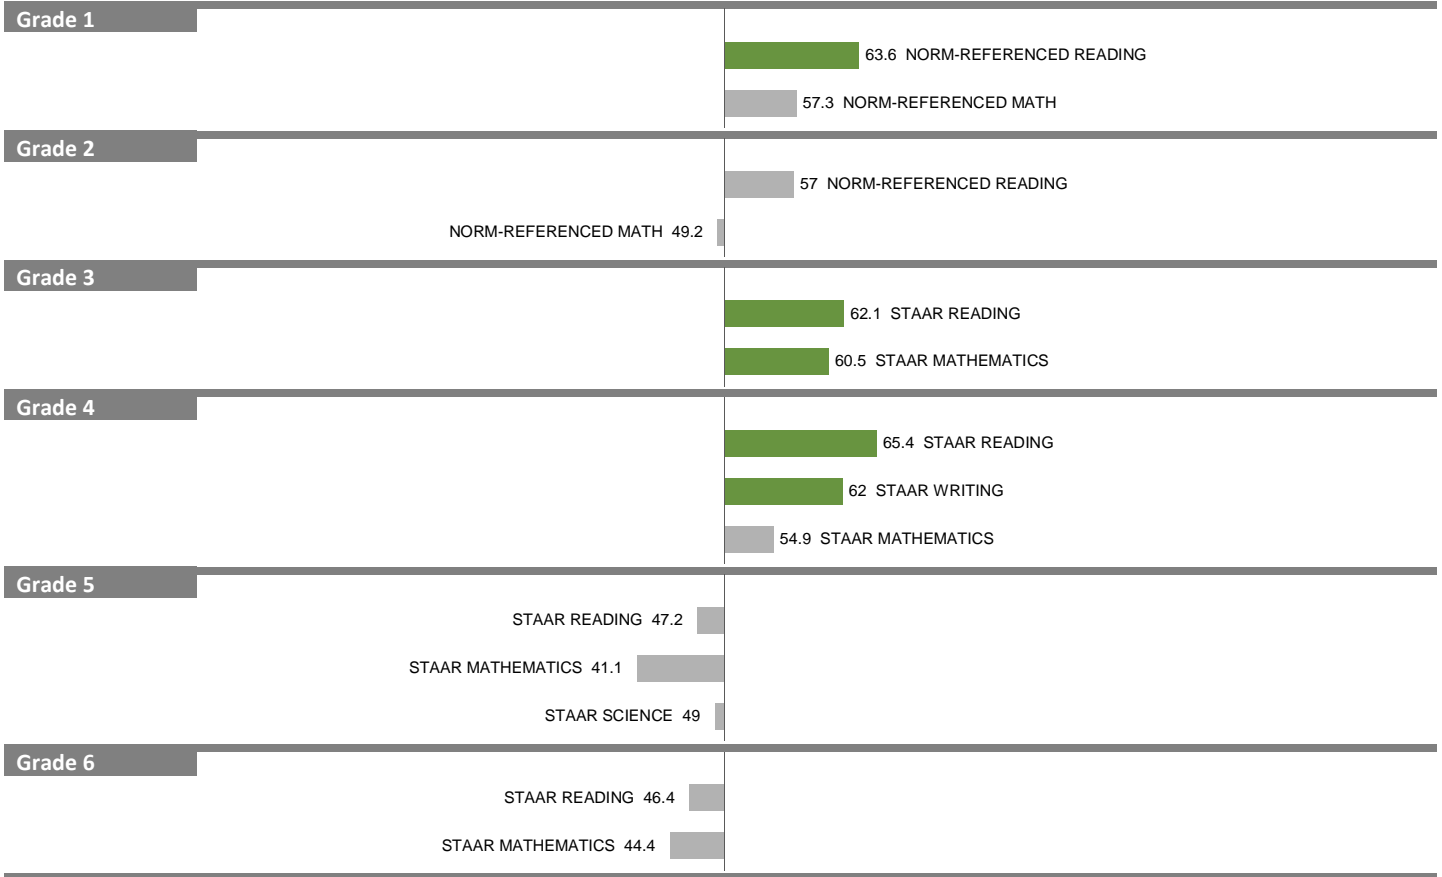 Grade 1
63.6 NORM-REFERENCED READING
57.3 NORM-REFERENCED MATH
Grade 2
57 NORM-REFERENCED READING
NORM-REFERENCED MATH 49.2
Grade 3
62.1 STAAR READING
60.5 STAAR MATHEMATICS
Grade 4
65.4 STAAR READING
62 STAAR WRITING
54.9 STAAR MATHEMATICS
Grade 5
STAAR READING 47.2
STAAR MATHEMATICS 41.1
STAAR SCIENCE 49
Grade 6
STAAR READING 46.4
STAAR MATHEMATICS 44.4